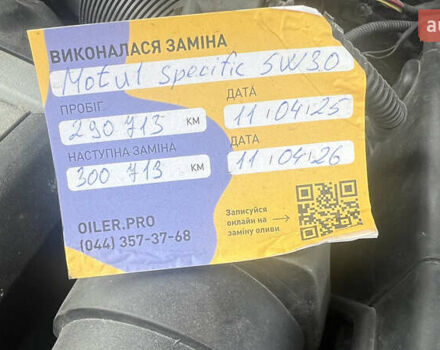 ВИКОНАЛАСЯ ЗАМІНА
Motul Specific 5W30
ПРОБІГ
ДАТА
290 713 КМ
11.04.25
НАСТУПНА ЗАМІНА
ДАТА
300 713 КМ
11.04.26
OILER.PRO
(044) 357-37-68
Записуйся
онлайн на
заміну оливи